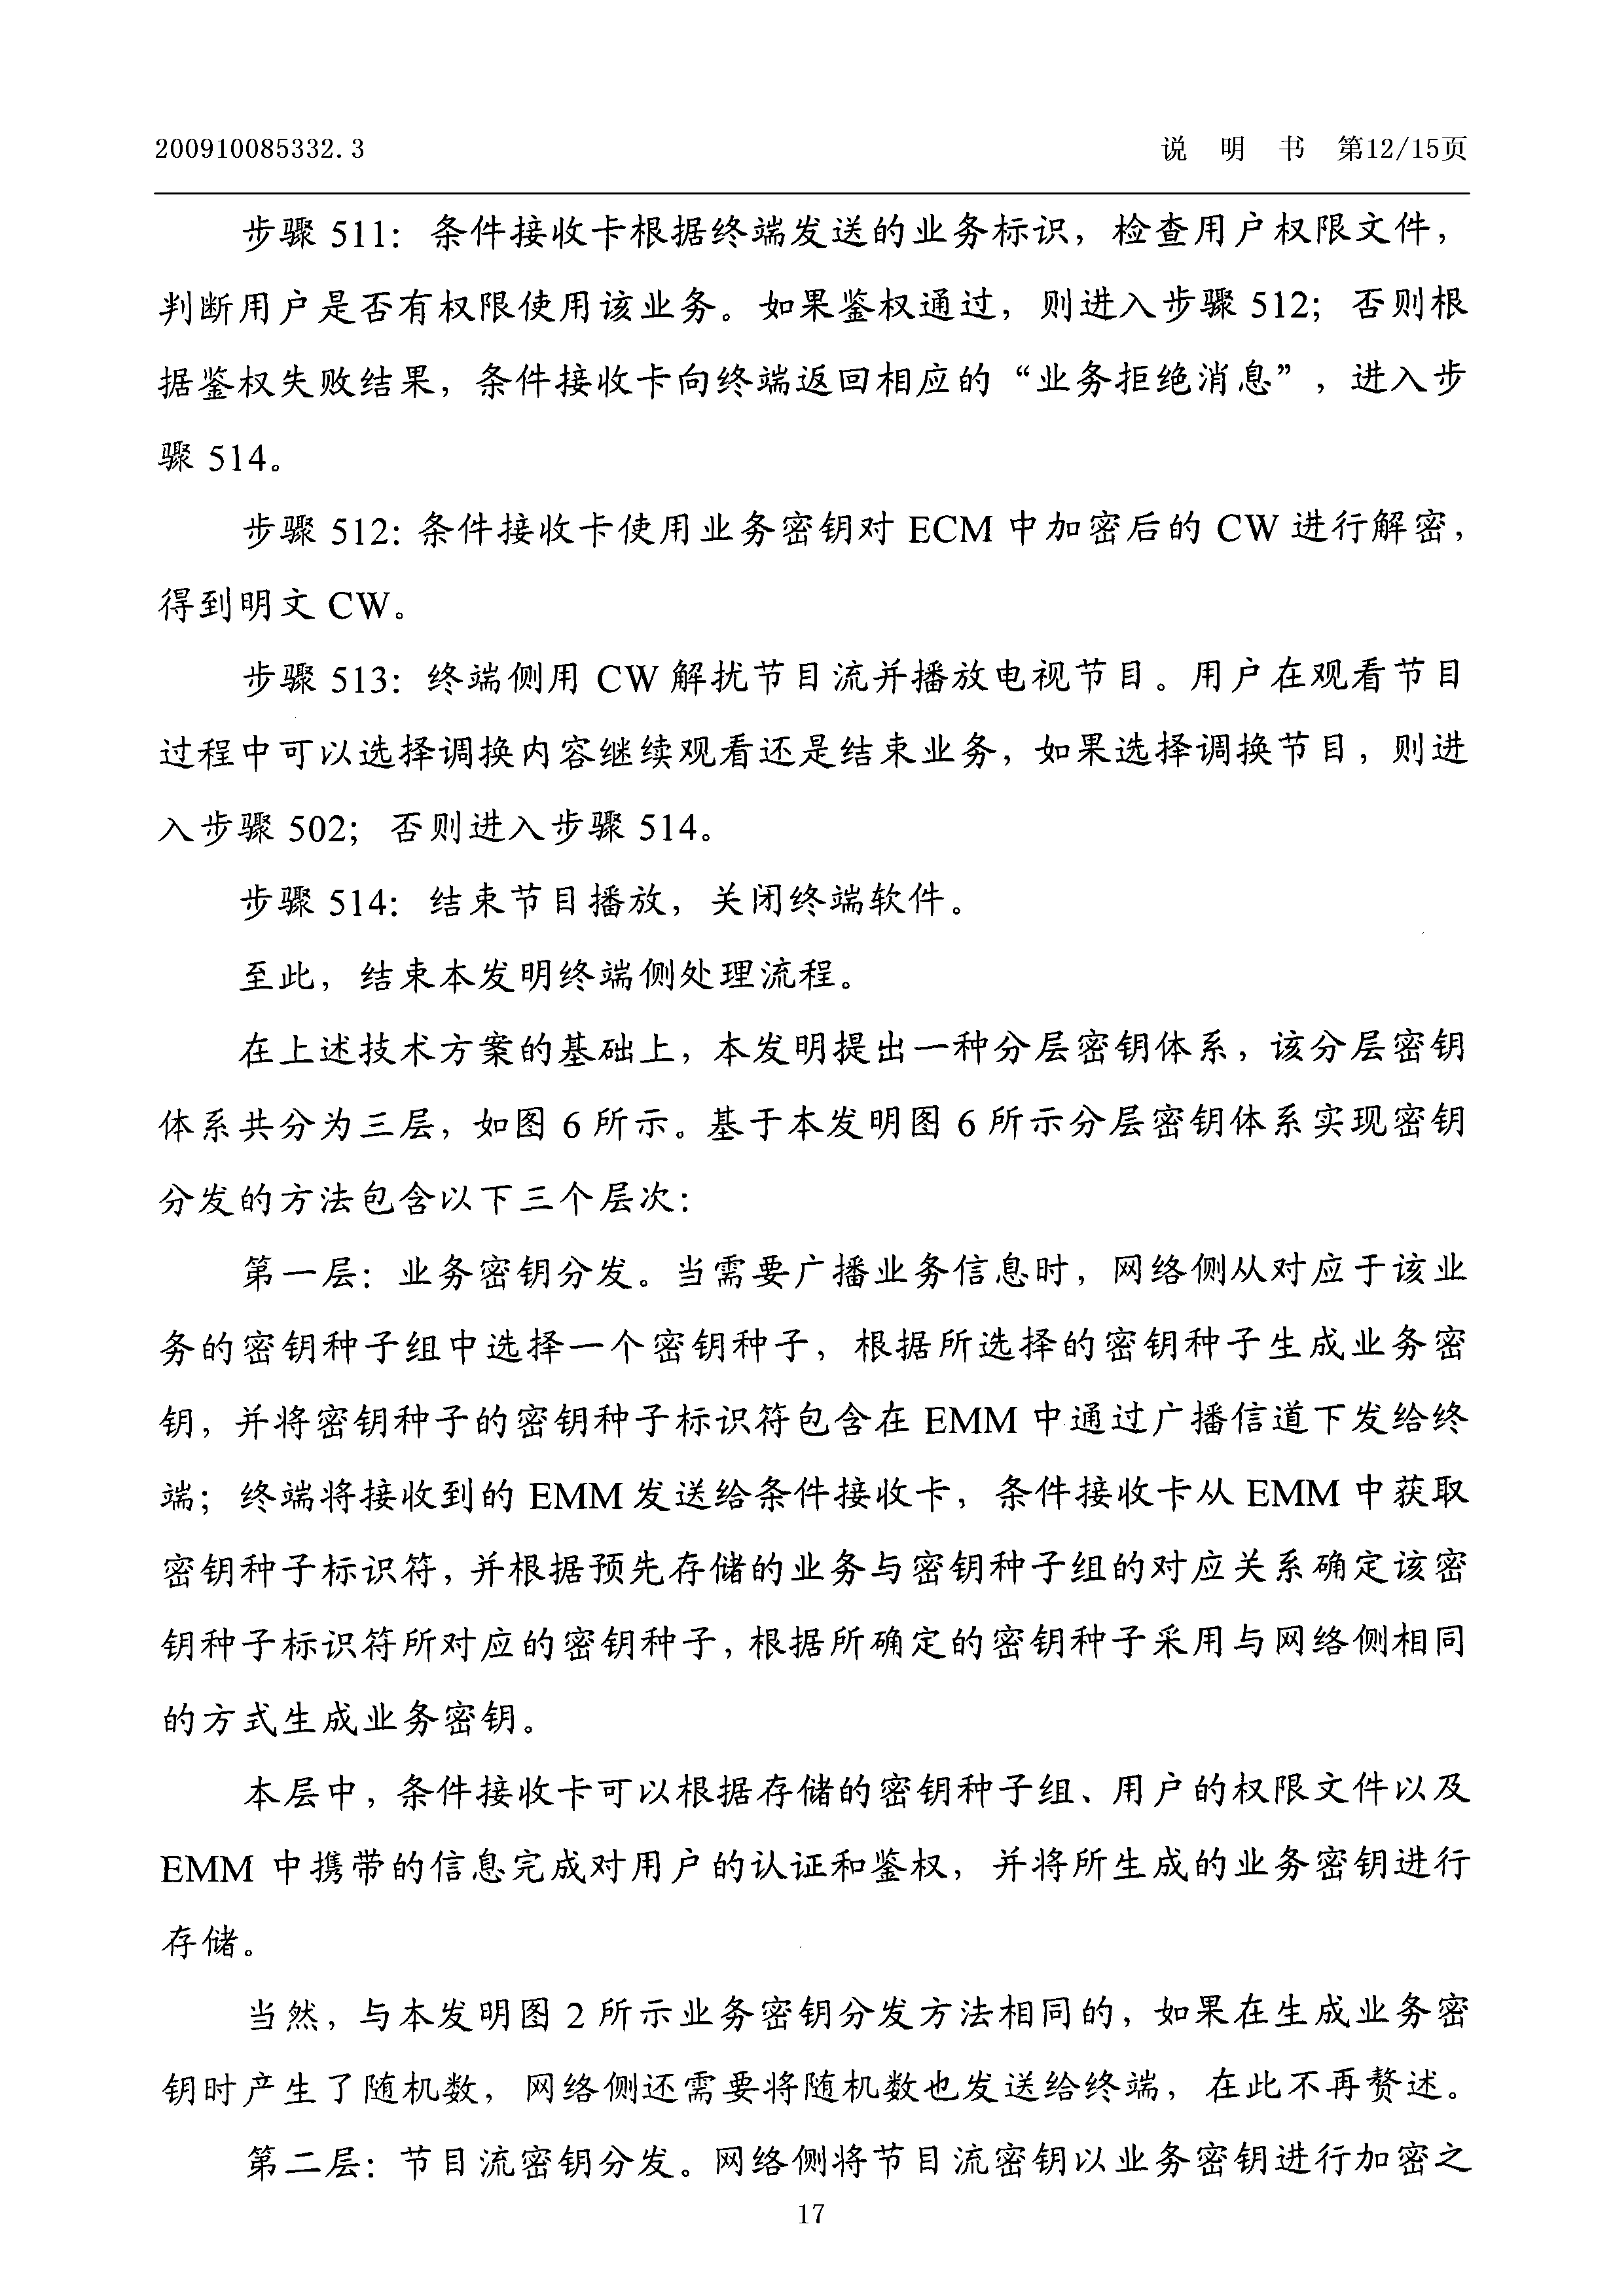 200910085332.3 说 明 书 第12/15页
步骤 511：条件接收卡根据终端发送的业务标识，检查用户权限文件，
判断用户是否有权限使用该业务。如果鉴权通过，则进入步骤 512；否则根
据鉴权失败结果，条件接收卡向终端返回相应的“业务拒绝消息”，进入步
骤 514。
步骤 512：条件接收卡使用业务密钥对 ECM 中加密后的 CW 进行解密，
得到明文 CW。
步骤 513：终端侧用 CW 解扰节目流并播放电视节目。用户在观看节目
过程中可以选择调换内容继续观看还是结束业务，如果选择调换节目，则进
入步骤 502；否则进入步骤 514。
步骤 514：结束节目播放，关闭终端软件。
至此，结束本发明终端侧处理流程。
在上述技术方案的基础上，本发明提出一种分层密钥体系，该分层密钥
体系共分为三层，如图 6 所示。基于本发明图 6 所示分层密钥体系实现密钥
分发的方法包含以下三个层次：
第一层：业务密钥分发。当需要广播业务信息时，网络侧从对应于该业
务的密钥种子组中选择一个密钥种子，根据所选择的密钥种子生成业务密
钥，并将密钥种子的密钥种子标识符包含在 EMM 中通过广播信道下发给终
端；终端将接收到的 EMM 发送给条件接收卡，条件接收卡从 EMM 中获取
密钥种子标识符，并根据预先存储的业务与密钥种子组的对应关系确定该密
钥种子标识符所对应的密钥种子，根据所确定的密钥种子采用与网络侧相同
的方式生成业务密钥。
本层中，条件接收卡可以根据存储的密钥种子组、用户的权限文件以及
EMM 中携带的信息完成对用户的认证和鉴权，并将所生成的业务密钥进行
存储。
当然，与本发明图 2 所示业务密钥分发方法相同的，如果在生成业务密
钥时产生了随机数，网络侧还需要将随机数也发送给终端，在此不再赘述。
第二层：节目流密钥分发。网络侧将节目流密钥以业务密钥进行加密之
17